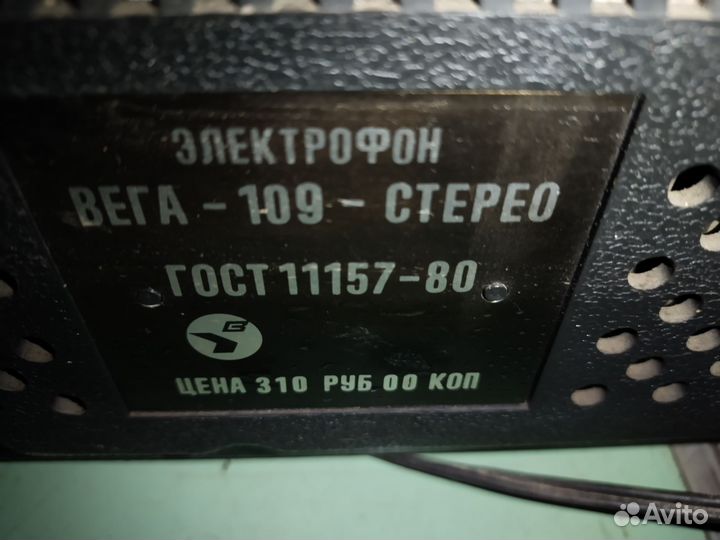 ЭЛЕКТРОФОН
ВЕГА - 109 - СТЕРЕО
ГОСТ 11157-80
В
ЦЕНА 310 РУБ 00 КОП
Avito